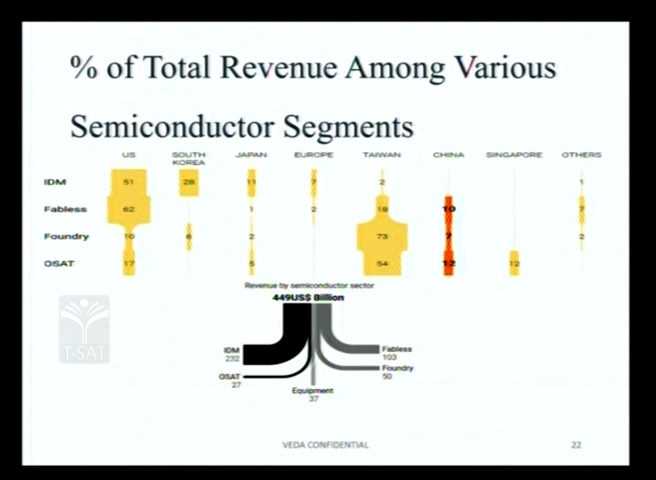 % of Total Revenue Among Various
Semiconductor Segments
US SOUTH KOREA JAPAN EUROPE TAIWAN CHINA SINGAPORE OTHERS
IDM 51 28 11 7 2 1
Fabless 62 1 2 18 10 7
Foundry 10 6 2 73 7 2
OSAT 17 5 54 12 12
Revenue by semiconductor sector
449US$ Billion
IDM
232
Fabless
103
OSAT
27
Foundry
50
Equipment
37
T-SAT
VEDA CONFIDENTIAL 22